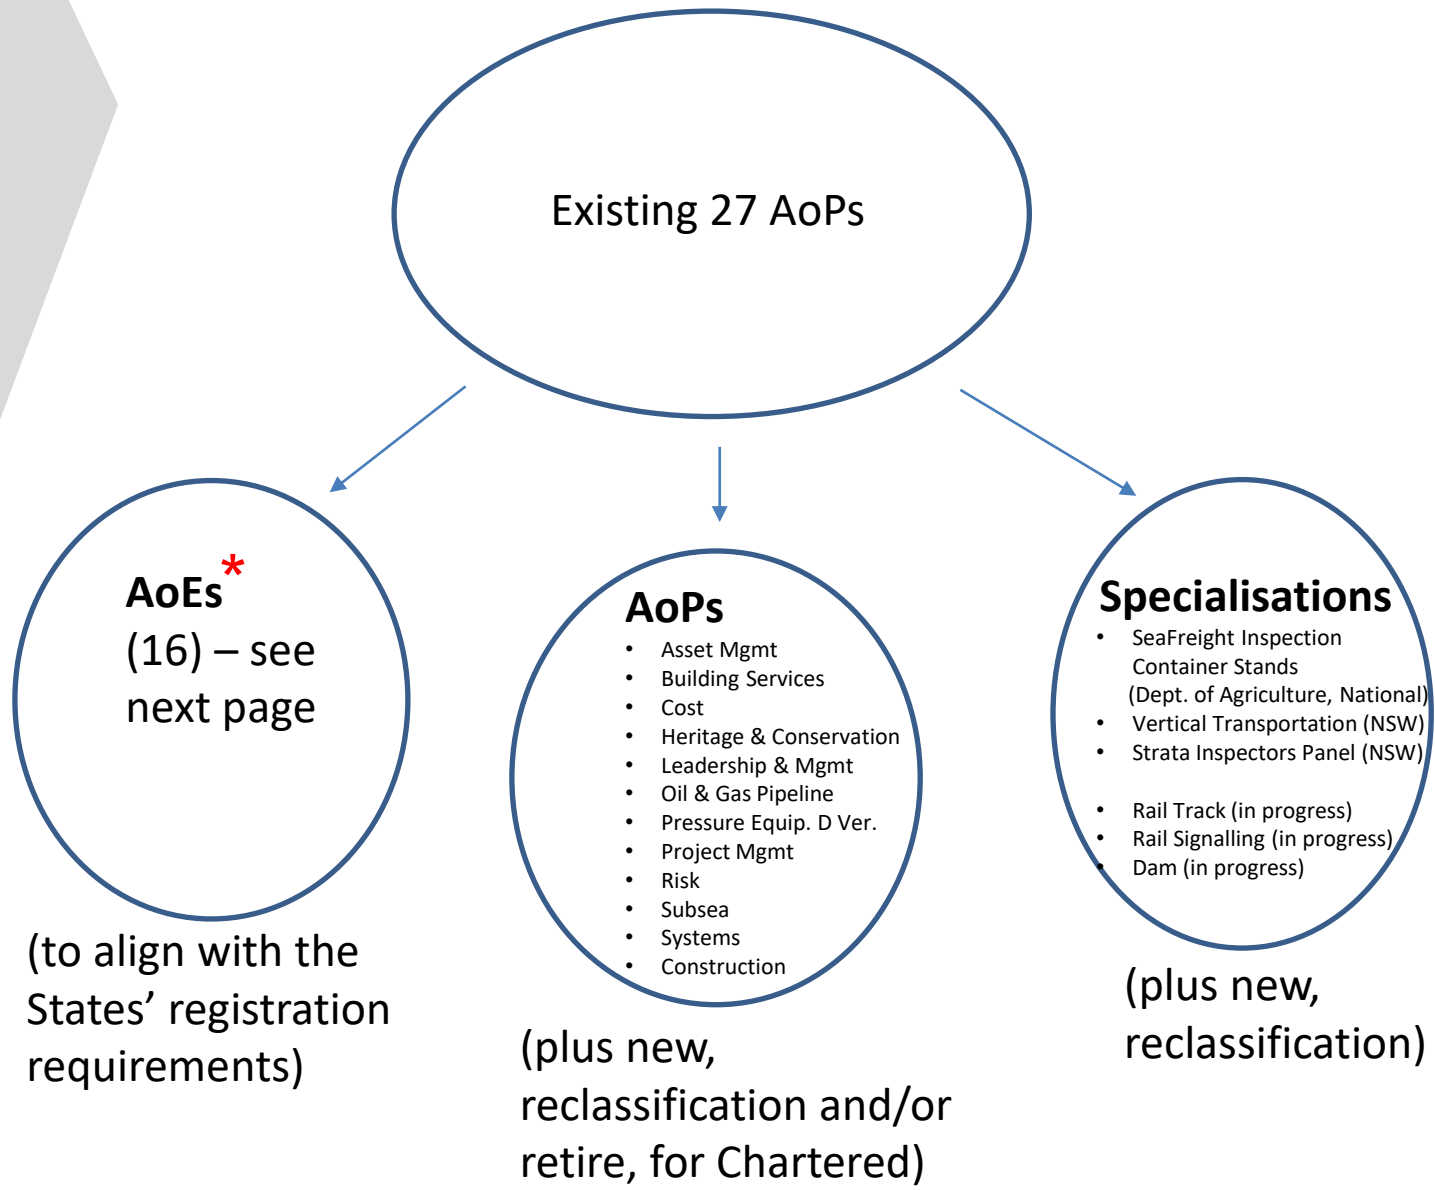 Existing 27 AoPs
AoEs*
(16) – see
next page
(to align with the
States’ registration
requirements)
AoPs
• Asset Mgmt
• Building Services
• Cost
• Heritage & Conservation
• Leadership & Mgmt
• Oil & Gas Pipeline
• Pressure Equip. D Ver.
• Project Mgmt
• Risk
• Subsea
• Systems
• Construction
(plus new,
reclassification and/or
retire, for Chartered)
Specialisations
• SeaFreight Inspection
Container Stands
(Dept. of Agriculture, National)
• Vertical Transportation (NSW)
• Strata Inspectors Panel (NSW)
• Rail Track (in progress)
• Rail Signalling (in progress)
• Dam (in progress)
(plus new,
reclassification)